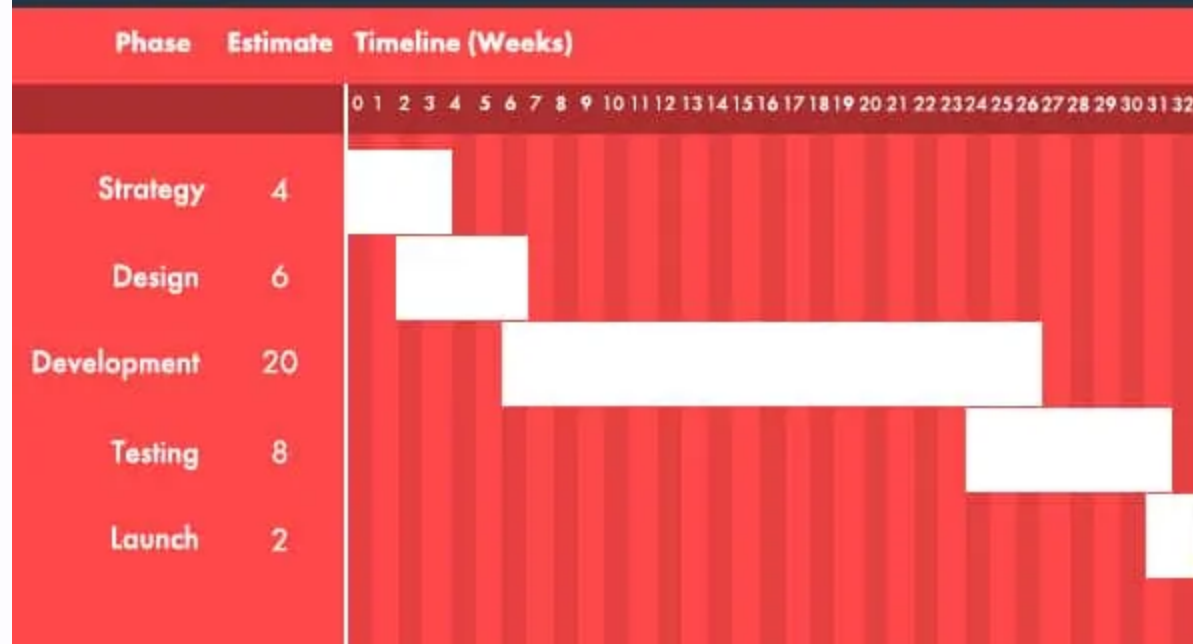 Phase Estimate Timeline (Weeks)
0 1 2 3 4 5 6 7 8 9 10 11 12 13 14 15 16 17 18 19 20 21 22 23 24 25 26 27 28 29 30 31 32
Strategy 4
Design 6
Development 20
Testing 8
Launch 2